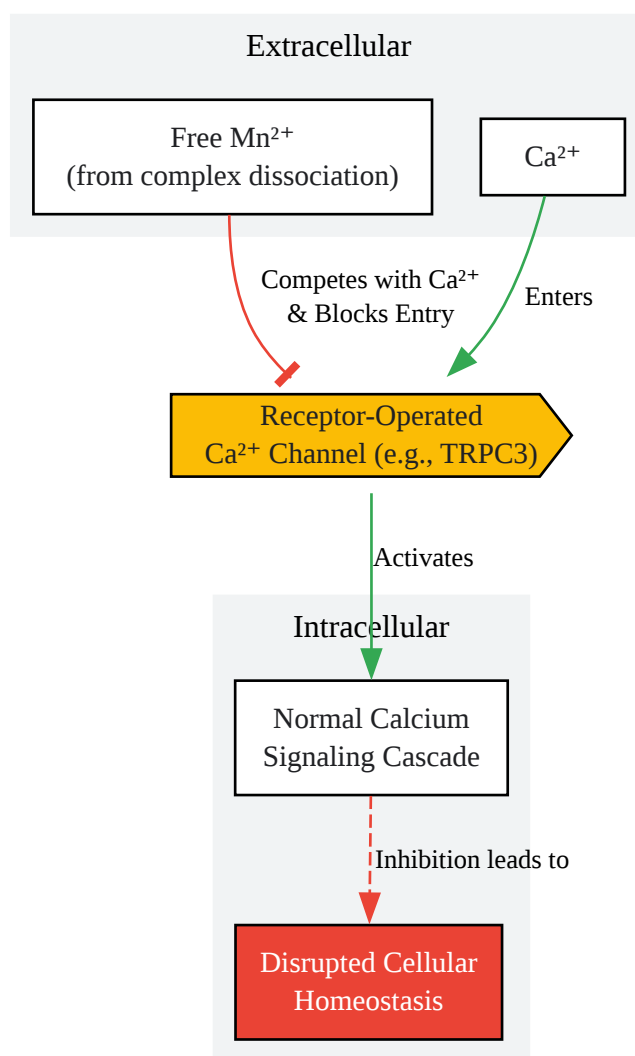 Extracellular
Free Mn²⁺
(from complex dissociation)
Ca²⁺
Competes with Ca²⁺
& Blocks Entry
Enters
Receptor-Operated
Ca²⁺ Channel (e.g., TRPC3)
Activates
Intracellular
Normal Calcium
Signaling Cascade
Inhibition leads to
Disrupted Cellular
Homeostasis